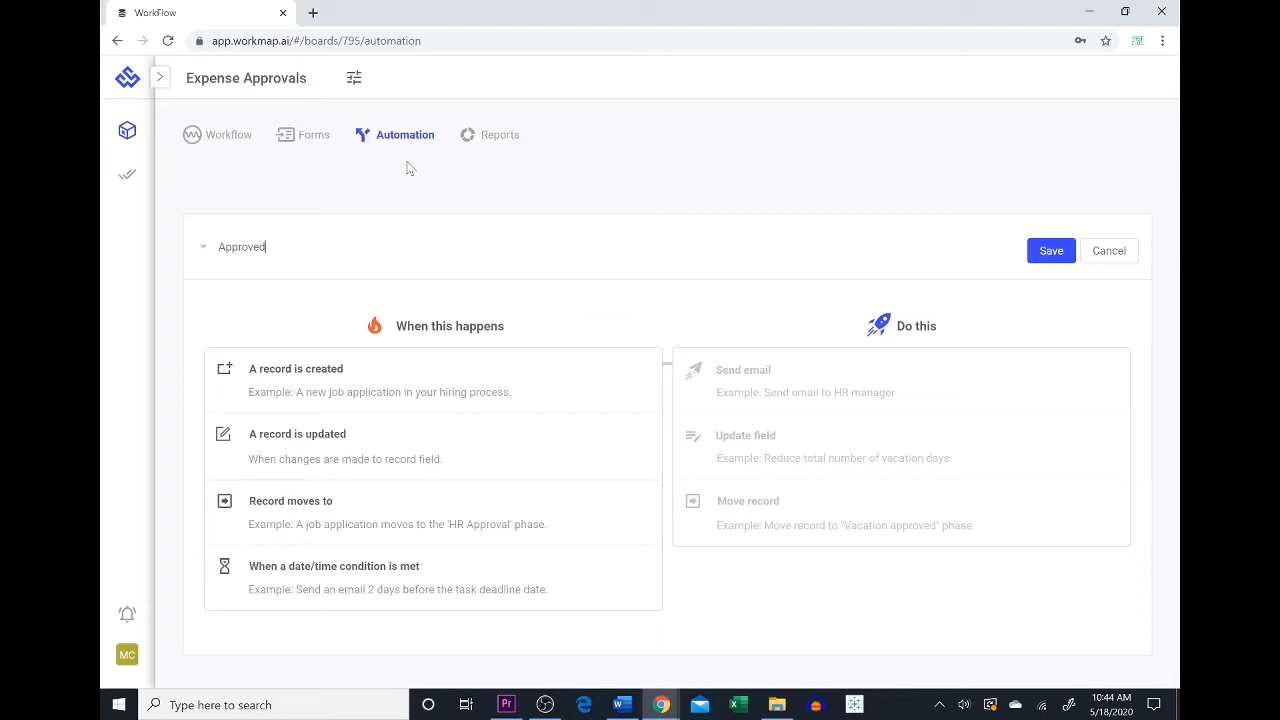 WorkFlow
app.workmap.ai/#/boards/795/automation
Expense Approvals
Workflow
Forms
Automation
Reports
Approved
Save
Cancel
When this happens
Do this
A record is created
Example: A new job application in your hiring process.
A record is updated
When changes are made to record field.
Record moves to
Example: A job application moves to the 'HR Approval' phase.
When a date/time condition is met
Example: Send an email 2 days before the task deadline date.
Send email
Example: Send email to HR manager
Update field
Example: Reduce total number of vacation days
Move record
Example: Move record to "Vacation approved" phase
MC
Type here to search
Pr
10:44 AM
5/18/2020